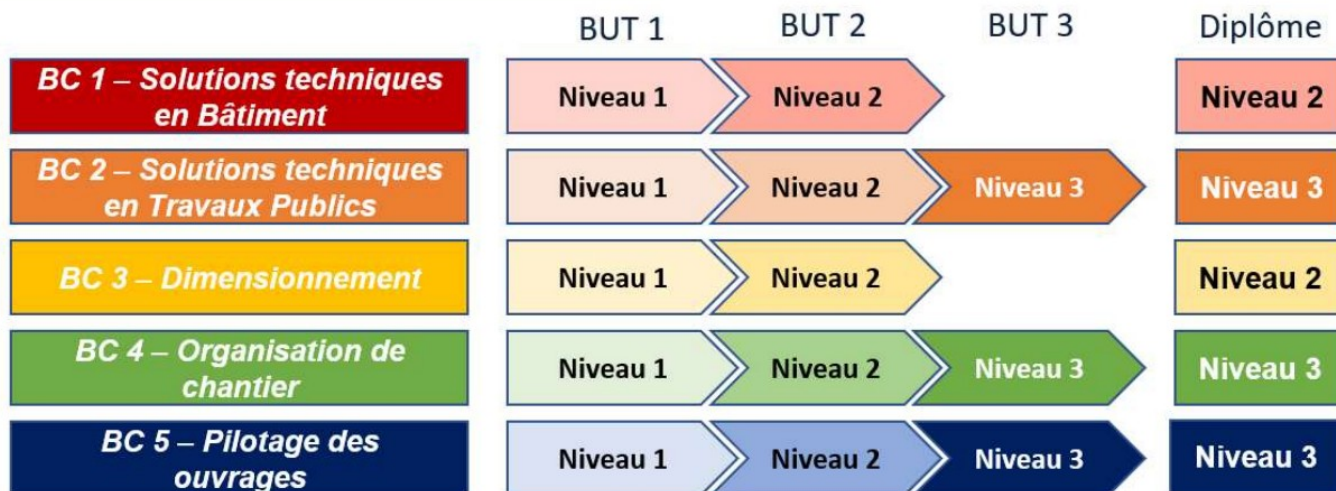 BUT 1 BUT 2 BUT 3 Diplôme
BC 1 – Solutions techniques
en Bâtiment
Niveau 1 Niveau 2 Niveau 2
BC 2 – Solutions techniques
en Travaux Publics
Niveau 1 Niveau 2 Niveau 3 Niveau 3
BC 3 – Dimensionnement
Niveau 1 Niveau 2 Niveau 2
BC 4 – Organisation de
chantier
Niveau 1 Niveau 2 Niveau 3 Niveau 3
BC 5 – Pilotage des
ouvrages
Niveau 1 Niveau 2 Niveau 3 Niveau 3